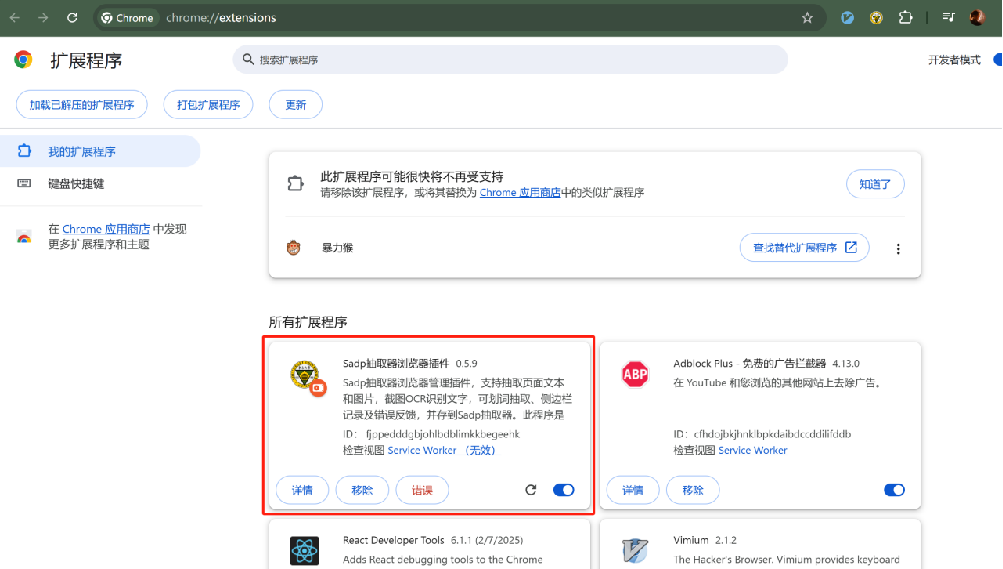 Chrome
chrome://extensions
扩展程序
搜索扩展程序
开发者模式
加载已解压的扩展程序
打包扩展程序
更新
我的扩展程序
键盘快捷键
在 Chrome 应用商店 中发现
更多扩展程序和主题
此扩展程序可能很快将不再受支持
请移除该扩展程序，或将其替换为 Chrome 应用商店中的类似扩展程序
知道了
暴力猴
查找替代扩展程序
所有扩展程序
Sadp抽取器浏览器插件 0.5.9
Sadp抽取器浏览器管理插件，支持抽取页面文本
和图片，截图OCR识别文字，可划词抽取、侧边栏
记录及错误反馈，并存到Sadp抽取器。此程序是
ID： fjppedddgbjohlbdblimkkbegeehk
检查视图 Service Worker （无效）
详情
移除
错误
ABP
Adblock Plus - 免费的广告拦截器 4.13.0
在 YouTube 和您浏览的其他网站上去除广告。
ID：cfhdojbkjhnklbpkdaibdccddilifddb
检查视图 Service Worker
详情
移除
React Developer Tools 6.1.1 (2/7/2025)
Adds React debugging tools to the Chrome
Vimium 2.1.2
The Hacker's Browser. Vimium provides keyboard